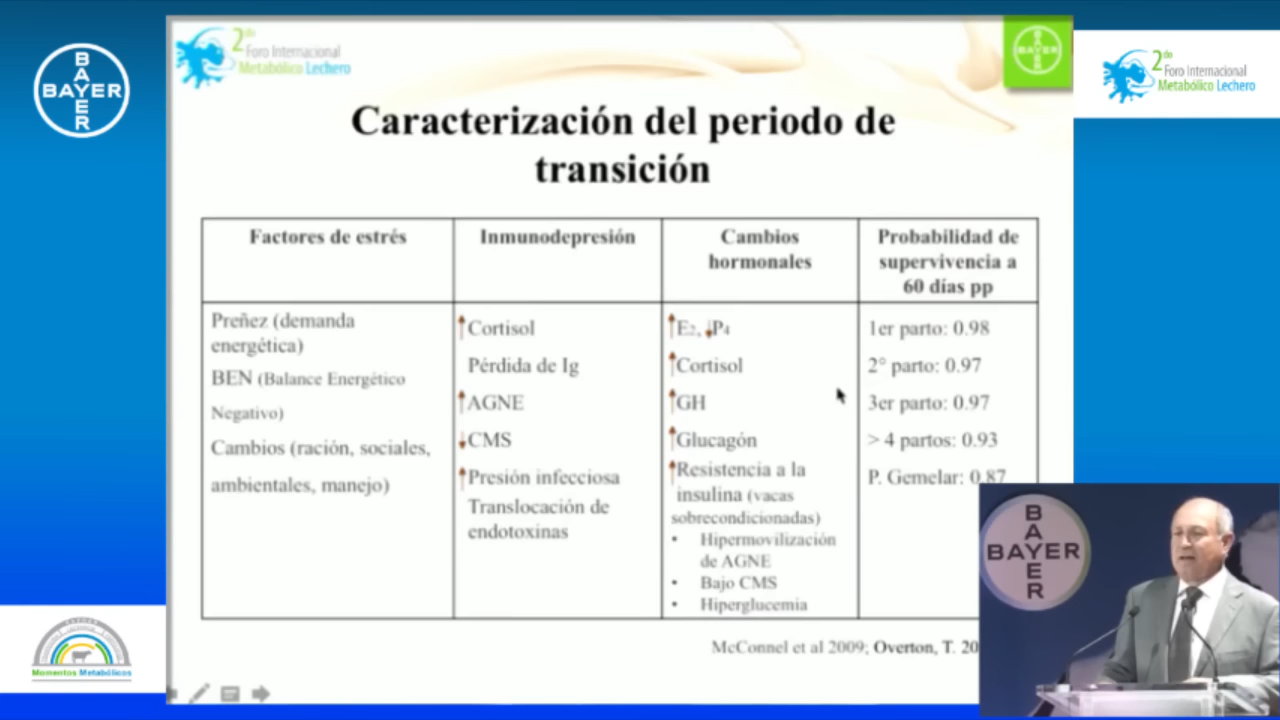 BAYER
BAYER
2do
Foro Internacional
Metabólico Lechero
BAYER
BAYER
2do
Foro Internacional
Metabólico Lechero
Caracterización del periodo de
transición
Factores de estrés
Inmunodepresión
Cambios
hormonales
Probabilidad de
supervivencia a
60 días pp
Preñez (demanda
energética)
BEN (Balance Energético
Negativo)
Cambios (ración, sociales,
ambientales, manejo)
↑Cortisol
Pérdida de Ig
↑AGNE
↓CMS
↑Presión infecciosa
Translocación de
endotoxinas
↑E2, ↓P4
↑Cortisol
↑GH
↑Glucagón
↑Resistencia a la
insulina (vacas
sobrecondicionadas)
• Hipermovilización
de AGNE
• Bajo CMS
• Hiperglucemia
1er parto: 0.98
2° parto: 0.97
3er parto: 0.97
> 4 partos: 0.93
P. Gemelar: 0.87
McConnel et al 2009; Overton, T. 20
Momentos Metabólicos
BAYER
BAYER